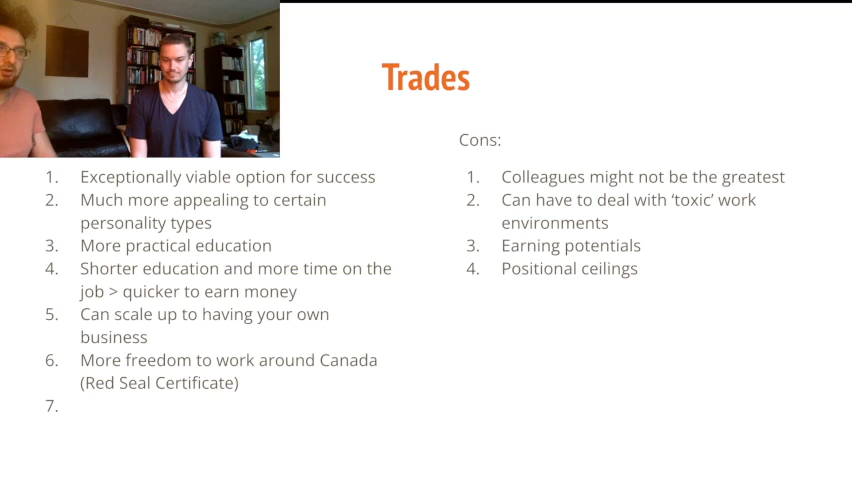 Trades
1. Exceptionally viable option for success
2. Much more appealing to certain
personality types
3. More practical education
4. Shorter education and more time on the
job > quicker to earn money
5. Can scale up to having your own
business
6. More freedom to work around Canada
(Red Seal Certificate)
7.
Cons:
1. Colleagues might not be the greatest
2. Can have to deal with ‘toxic’ work
environments
3. Earning potentials
4. Positional ceilings